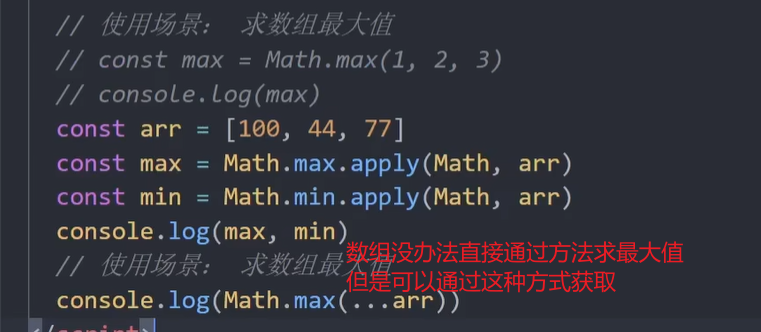 // 使用场景： 求数组最大值
// const max = Math.max(1, 2, 3)
// console.log(max)
const arr = [100, 44, 77]
const max = Math.max.apply(Math, arr)
const min = Math.min.apply(Math, arr)
console.log(max, min)
数组没办法直接通过方法求最大值
// 使用场景： 求数组最大值
但是可以通过这种方式获取
console.log(Math.max(...arr))
</script>